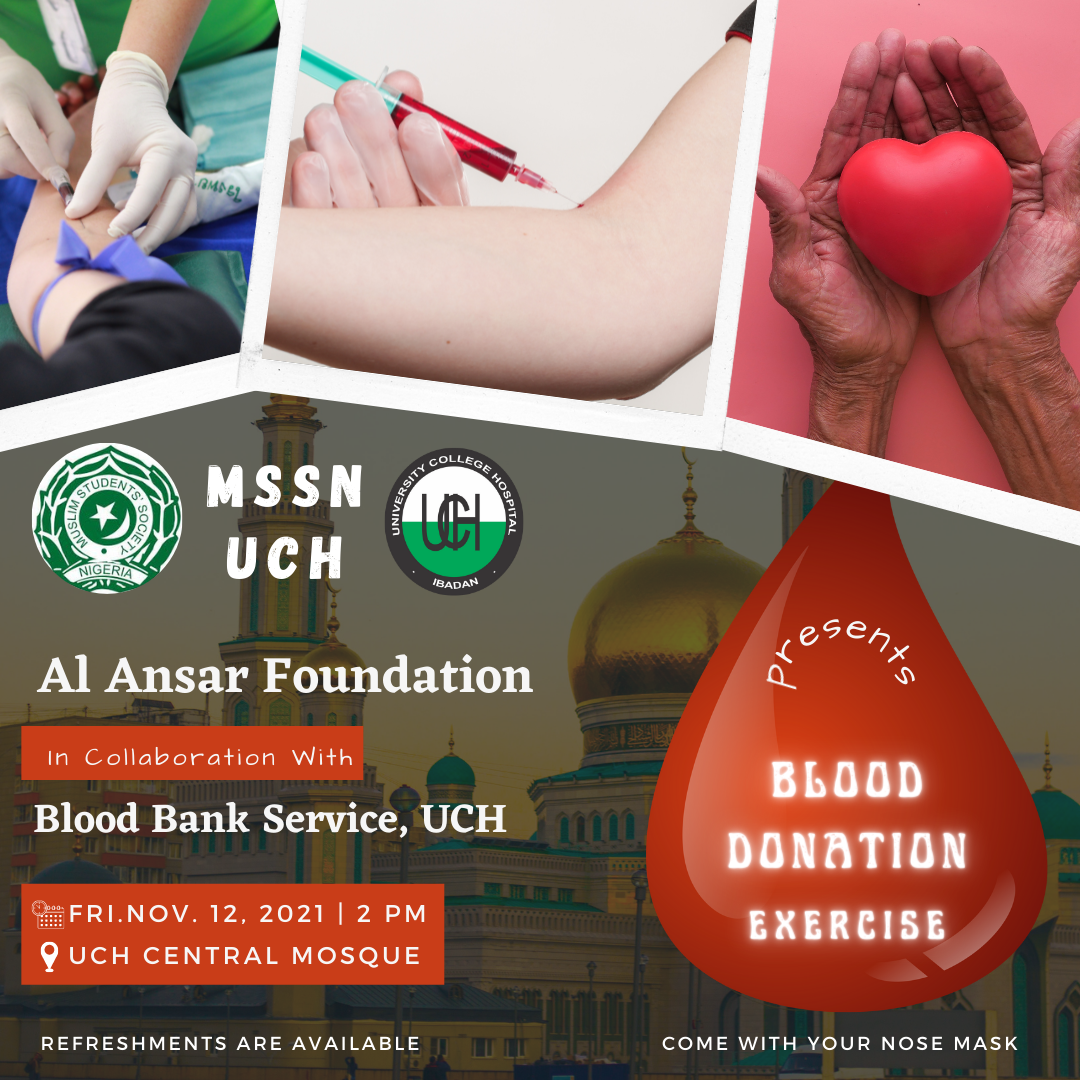 MUSLIM STUDENTS' SOCIETY
NIGERIA
MSSN
UCH
UNIVERSITY COLLEGE HOSPITAL
UCH
IBADAN
Al Ansar Foundation
In Collaboration With
Blood Bank Service, UCH
FRI.NOV. 12, 2021 | 2 PM
UCH CENTRAL MOSQUE
Presents
BLOOD
DONATION
EXERCISE
REFRESHMENTS ARE AVAILABLE
COME WITH YOUR NOSE MASK